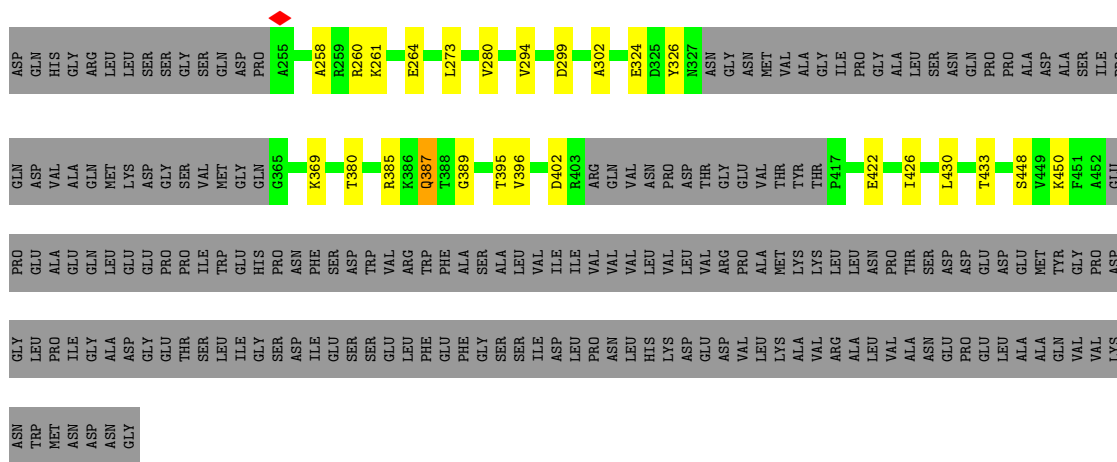 ASP GLN HIS GLY ARG LEU LEU SER SER GLY SER GLN ASP PRO A255 A258 R259 R260 K261 E264 L273 V280 V294 D299 A302 E324 D325 Y326 N327 ASN GLY ASN MET VAL ALA GLY ILE PRO GLY ALA LEU SER ASN GLN PRO PRO ALA ASP ALA SER ILE PRO
GLN ASP VAL ALA GLN MET LYS ASP GLY SER VAL MET GLY GLN G365 K369 T380 R385 K386 Q387 T388 G389 T395 V396 D402 R403 ARG GLN VAL ASN PRO ASP THR GLY GLU VAL THR TYR THR P417 E422 I426 L430 T433 S448 V449 K450 F451 A452 GLU
PRO GLU ALA GLU GLN LEU GLU GLU PRO PRO ILE TRP GLU HIS PRO ASN PHE SER ASP TRP VAL ARG TRP PHE ALA SER ALA LEU VAL ILE ILE VAL VAL VAL LEU VAL LEU VAL ARG PRO ALA MET LYS LYS LEU LEU ASN PRO THR SER ASP ASP GLU ASP GLU MET TYR GLY PRO ASP
GLY LEU PRO ILE GLY ALA ASP GLY GLU THR SER LEU ILE GLY SER ASP ILE GLU SER SER GLU LEU PHE GLU PHE GLY SER SER ILE ASP LEU PRO ASN LEU HIS LYS ASP GLU ASP VAL LEU LYS ALA VAL ARG ALA LEU VAL ALA ASN GLU PRO GLU LEU ALA ALA GLN VAL VAL LYS
ASN TRP MET ASN ASP ASN GLY